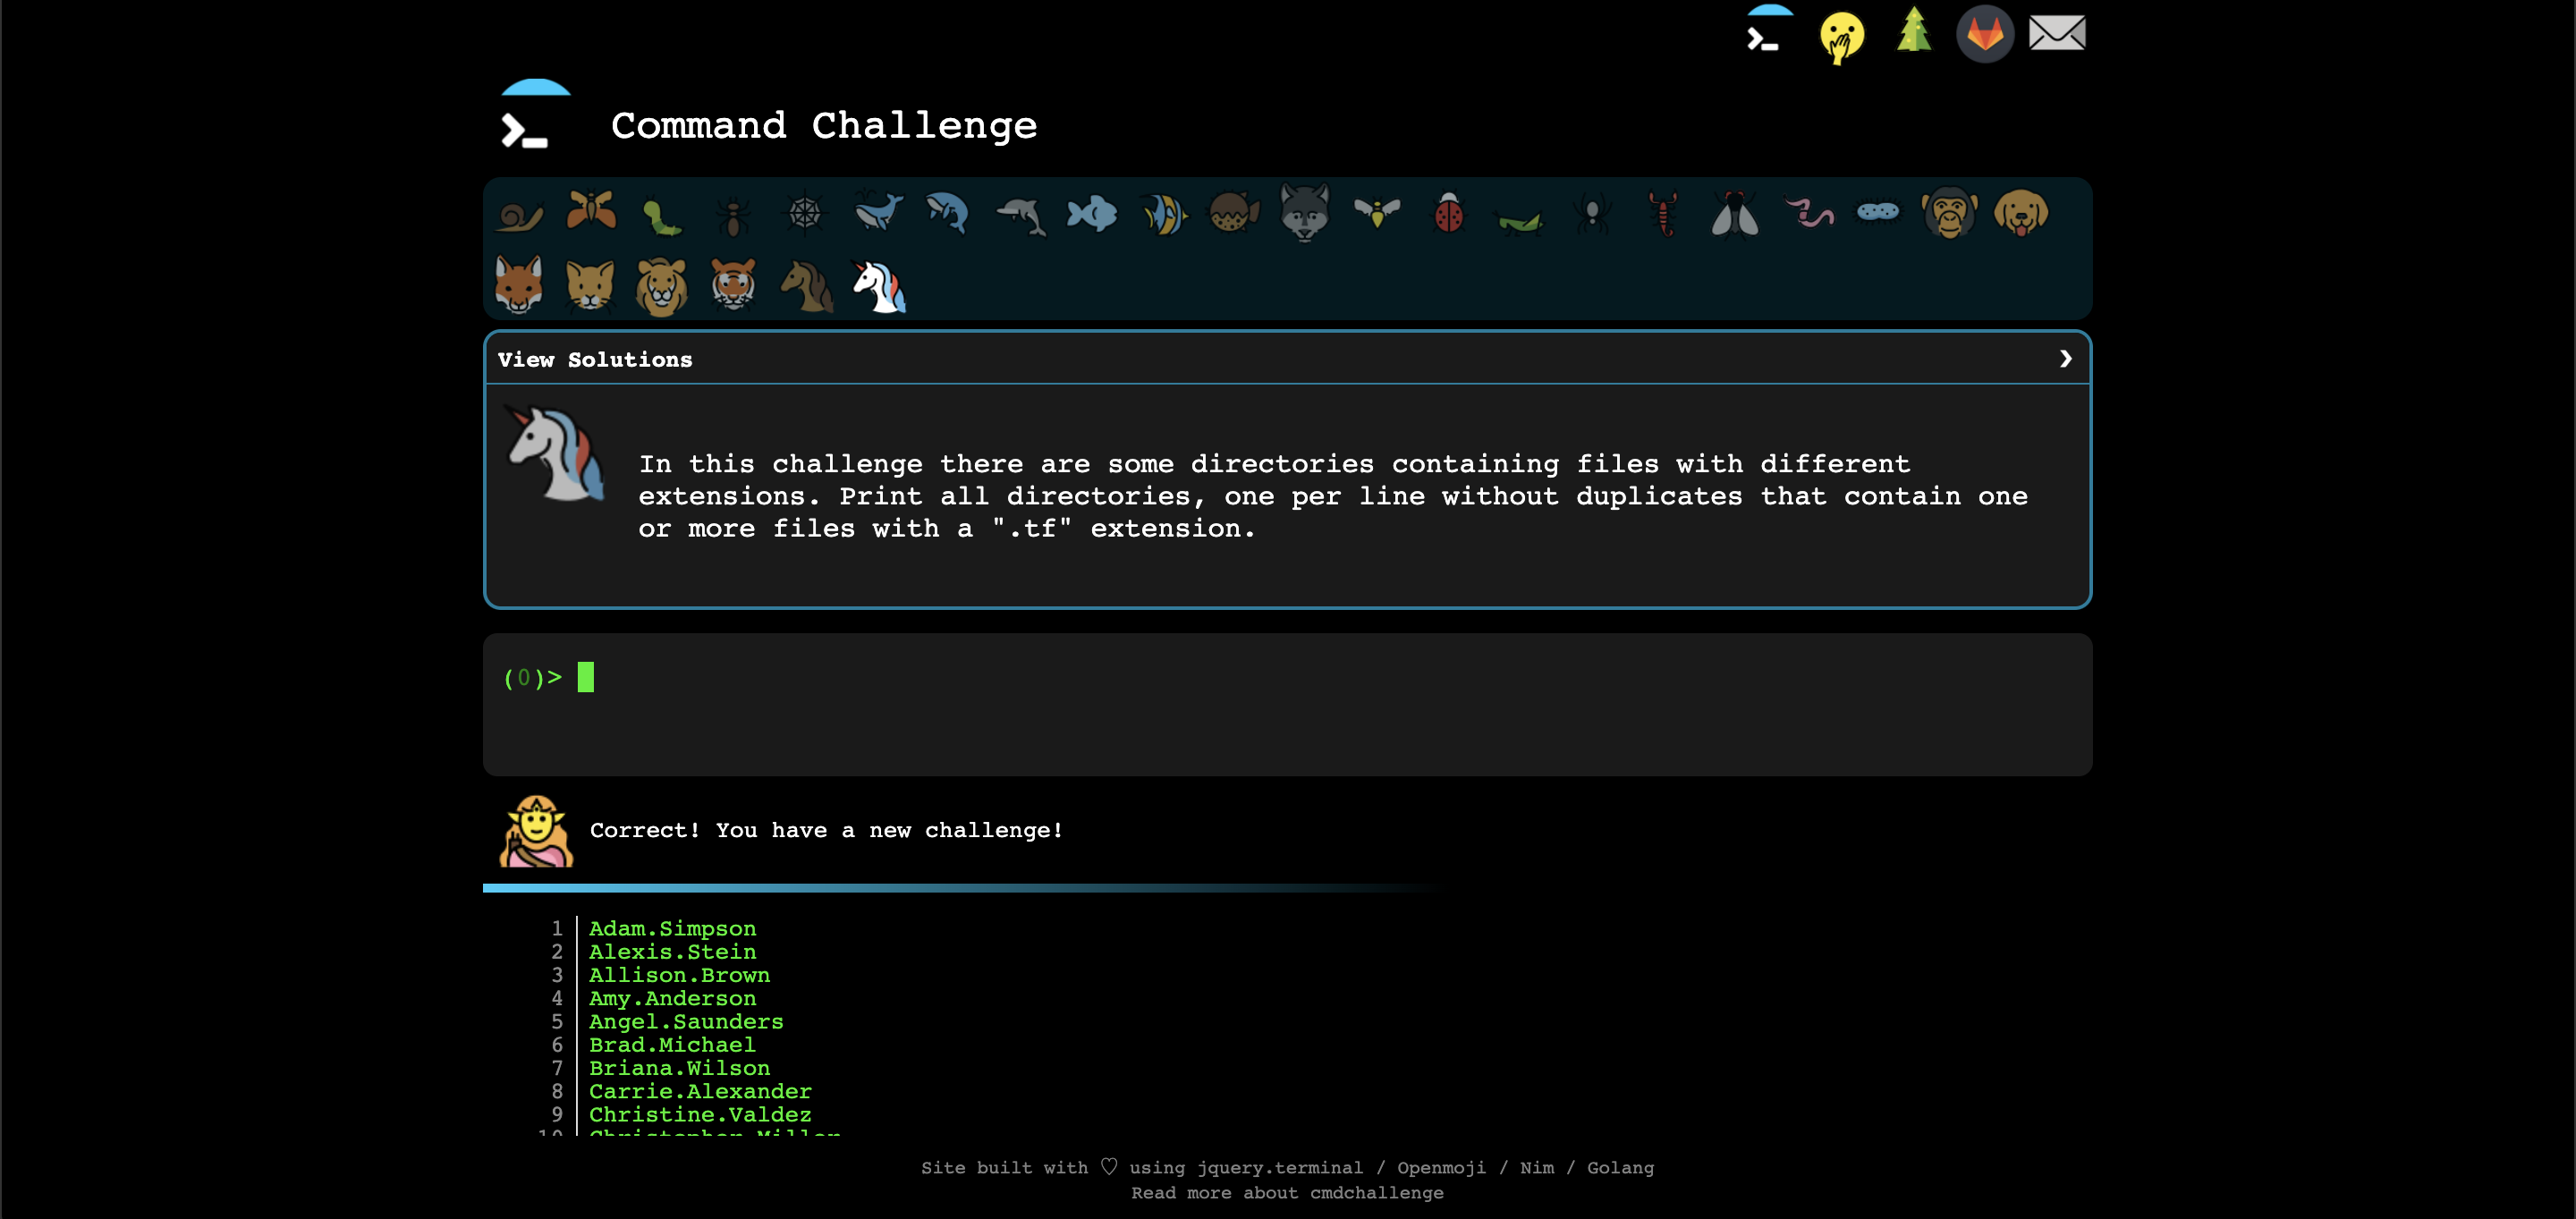 Command Challenge
View Solutions
In this challenge there are some directories containing files with different
extensions. Print all directories, one per line without duplicates that contain one
or more files with a ".tf" extension.
(0)>
Correct! You have a new challenge!
1 Adam.Simpson
2 Alexis.Stein
3 Allison.Brown
4 Amy.Anderson
5 Angel.Saunders
6 Brad.Michael
7 Briana.Wilson
8 Carrie.Alexander
9 Christine.Valdez
10 Christopher.Miller
Site built with ♡ using jquery.terminal / Openmoji / Nim / Golang
Read more about cmdchallenge